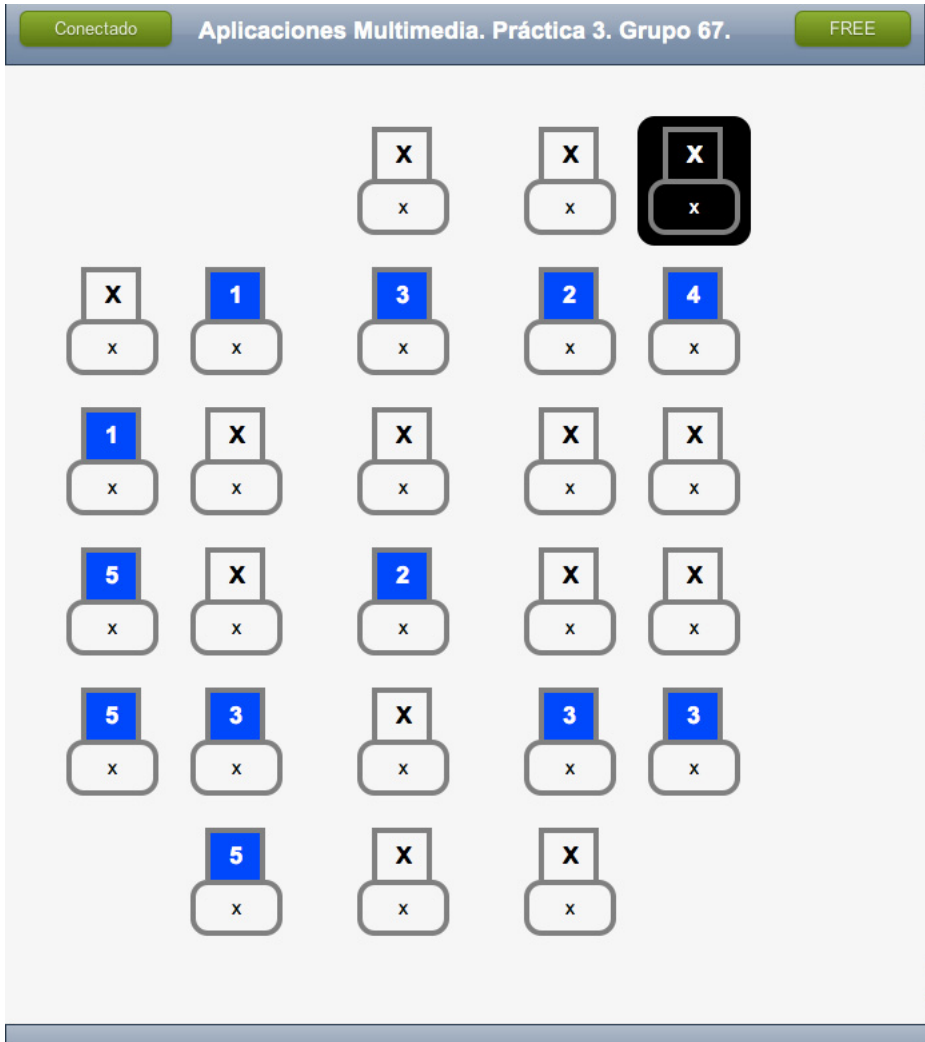 Conectado Aplicaciones Multimedia. Práctica 3. Grupo 67. FREE
X X X
x x x
X 1 3 2 4
x x x x x
1 X X X X
x x x x x
5 X 2 X X
x x x x x
5 3 X 3 3
x x x x x
5 X X
x x x